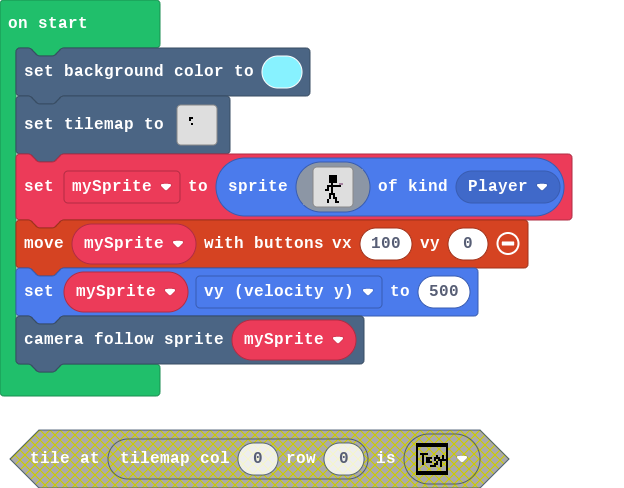 on start
set background color to
set tilemap to
set mySprite to sprite of kind Player
move mySprite with buttons vx 100 vy 0
set mySprite vy (velocity y) to 500
camera follow sprite mySprite
tile at tilemap col 0 row 0 is